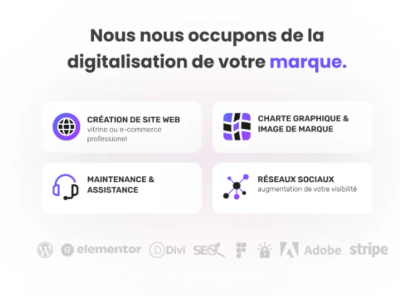 Nous nous occupons de la
digitalisation de votre marque.
CRÉATION DE SITE WEB
vitrine ou e-commerce
professionel
CHARTE GRAPHIQUE &
IMAGE DE MARQUE
MAINTENANCE &
ASSISTANCE
RÉSEAUX SOCIAUX
augmentation de votre visibilité
elementor Divi SEO Adobe stripe